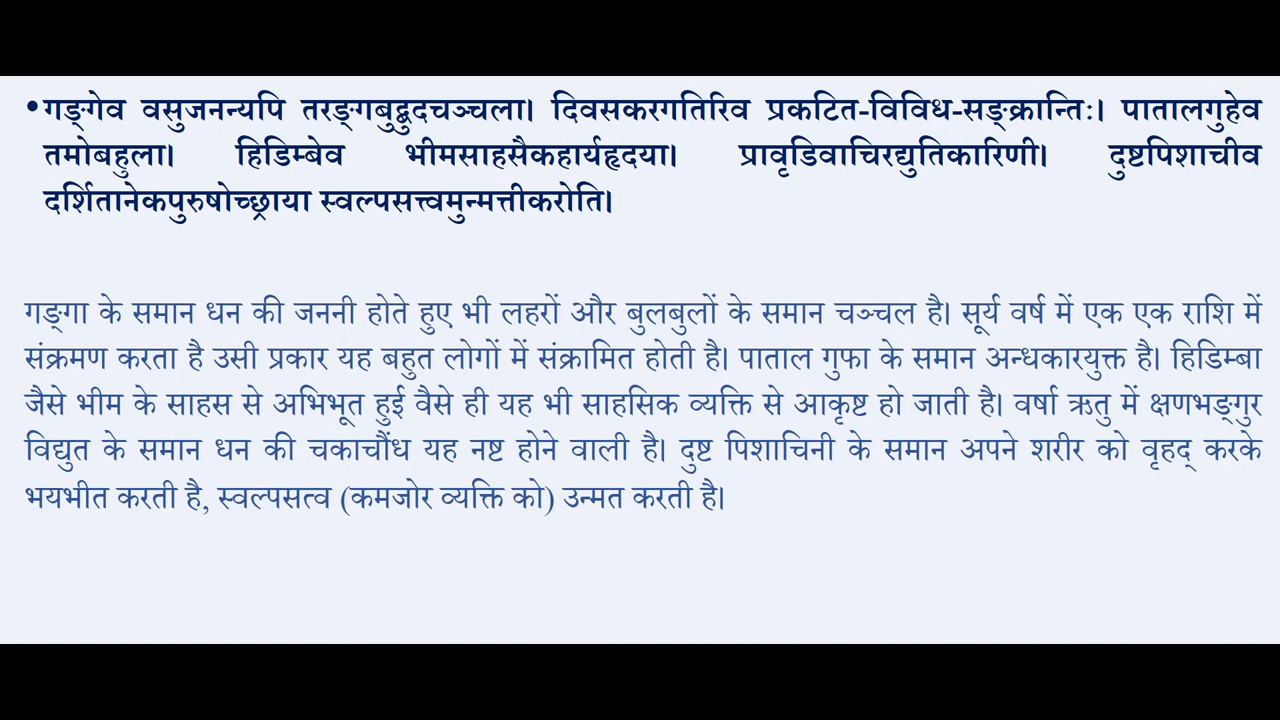 •गङ्गेव वसुजनन्यपि तरङ्गबुद्बुदचञ्चला। दिवसकरगतिरिव प्रकटित-विविध-सङ्क्रान्तिः। पातालगुहेव
तमोबहुला। हिडिम्बेव भीमसाहसैकहार्यहृदया। प्रावृडिवाचिरद्युतिकारिणी। दुष्टपिशाचीव
दर्शितानेकपुरुषोच्छ्राया स्वल्पसत्त्वमुन्मत्तीकरोति।
गङ्गा के समान धन की जननी होते हुए भी लहरों और बुलबुलों के समान चञ्चल है। सूर्य वर्ष में एक एक राशि में
संक्रमण करता है उसी प्रकार यह बहुत लोगों में संक्रामित होती है। पाताल गुफा के समान अन्धकारयुक्त है। हिडिम्बा
जैसे भीम के साहस से अभिभूत हुई वैसे ही यह भी साहसिक व्यक्ति से आकृष्ट हो जाती है। वर्षा ऋतु में क्षणभङ्गुर
विद्युत के समान धन की चकाचौंध यह नष्ट होने वाली है। दुष्ट पिशाचिनी के समान अपने शरीर को वृहद् करके
भयभीत करती है, स्वल्पसत्व (कमजोर व्यक्ति को) उन्मत करती है।